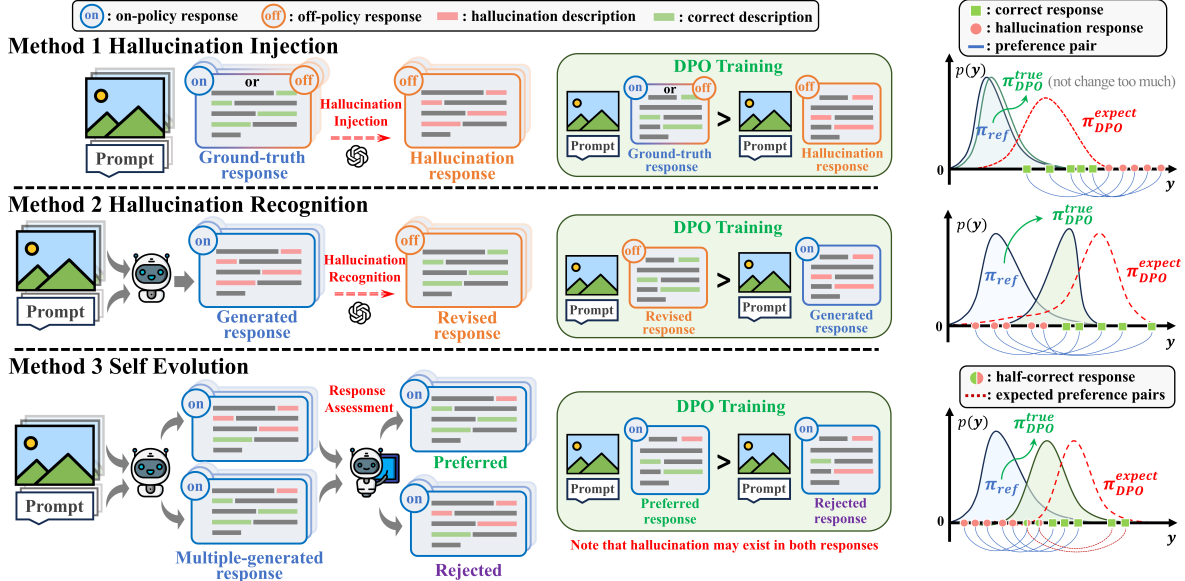 on : on-policy response off : off-policy response : hallucination description : correct description
: correct response
: hallucination response
: preference pair
Method 1 Hallucination Injection
on or off
off
Prompt
Ground-truth
response
Hallucination
Injection
Hallucination
response
DPO Training
on or off
off
Prompt
Ground-truth
response
>
Prompt
Hallucination
response
p(y)
π_DPO^true (not change too much)
π_ref
π_DPO^expect
0
y
Method 2 Hallucination Recognition
on
off
Prompt
Generated
response
Hallucination
Recognition
Revised
response
DPO Training
off
on
Prompt
Revised
response
>
Prompt
Generated
response
p(y)
π_DPO^true
π_ref
π_DPO^expect
0
y
Method 3 Self Evolution
Prompt
on
on
Multiple-generated
response
Response
Assessment
on
Preferred
on
Rejected
DPO Training
on
on
Prompt
Preferred
response
>
Prompt
Rejected
response
Note that hallucination may exist in both responses
: half-correct response
: expected preference pairs
p(y)
π_DPO^true
π_ref
π_DPO^expect
0
y